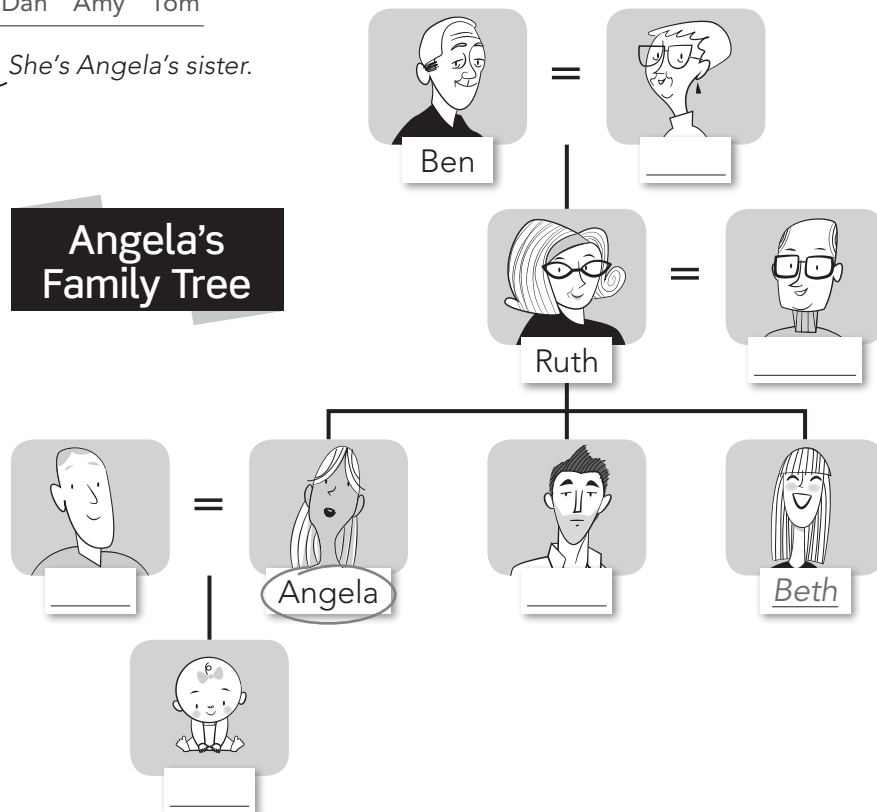 Dan Amy Tom
She's Angela's sister.
Ben
Angela's
Family Tree
Ruth
Angela
Beth